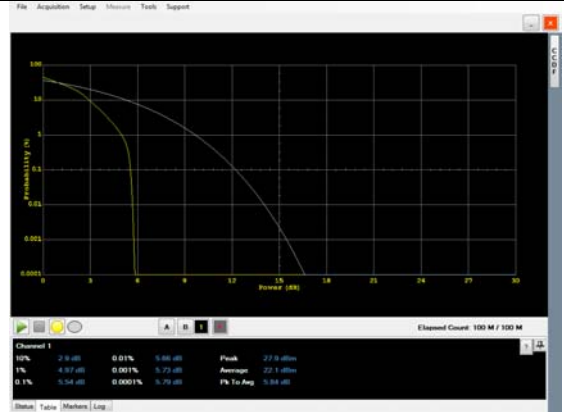 File Acquisition Setup Measure Tools Support
CCDF
100
10
1
0.1
0.01
0.001
0.0001
Probability (%)
0 3 6 9 12 15 18 21 24 27 30
Power (dB)
A B 1
Elapsed Count: 100 M / 100 M
Channel 1
10% 2.9 dB 0.01% 5.66 dB Peak 27.9 dBm
1% 4.97 dB 0.001% 5.73 dB Average 22.1 dBm
0.1% 5.54 dB 0.0001% 5.79 dB Pk To Avg 5.84 dB
Status Table Markers Log